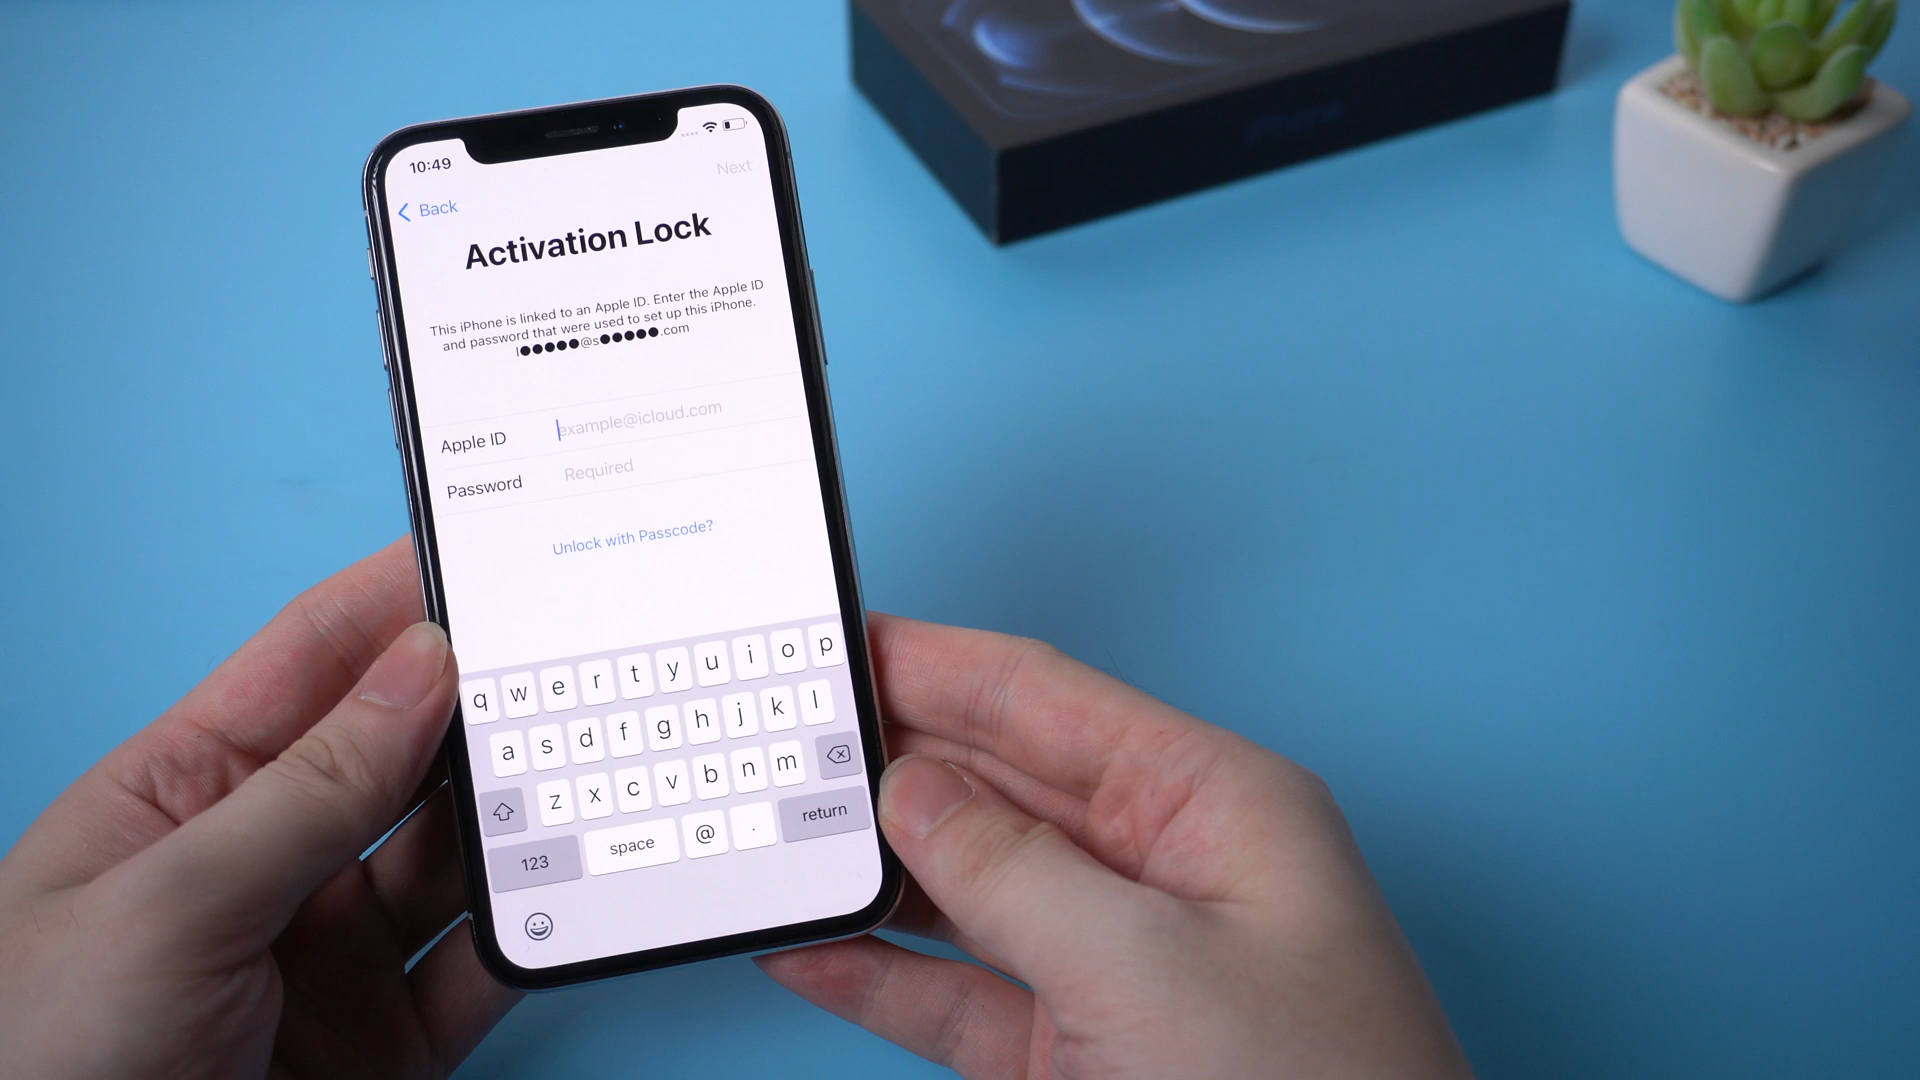 10:49
Next
Back
Activation Lock
This iPhone is linked to an Apple ID. Enter the Apple ID
and password that were used to set up this iPhone.
l●●●●●@s●●●●●.com
Apple ID example@icloud.com
Password Required
Unlock with Passcode?
q w e r t y u i o p
a s d f g h j k l
z x c v b n m
123 space @ . return